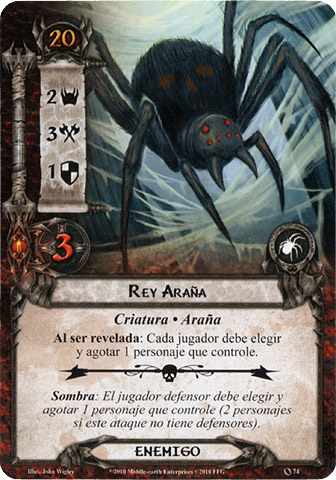 20
2
3
1
3
Rey Araña
Criatura • Araña
Al ser revelada: Cada jugador debe elegir
y agotar 1 personaje que controle.
Sombra: El jugador defensor debe elegir y
agotar 1 personaje que controle (2 personajes
si este ataque no tiene defensores).
ENEMIGO
Illus. John Wigley
©2010 Middle-earth Enterprises ©2010 FFG
74